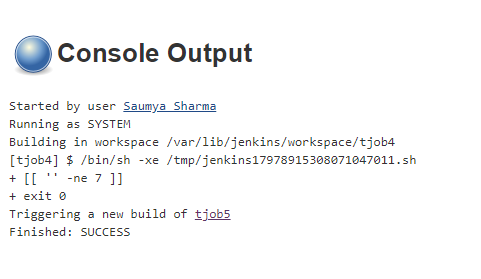 Console Output
Started by user Saumya Sharma
Running as SYSTEM
Building in workspace /var/lib/jenkins/workspace/tjob4
[tjob4] $ /bin/sh -xe /tmp/jenkins17978915308071047011.sh
+ [[ '' -ne 7 ]]
+ exit 0
Triggering a new build of tjob5
Finished: SUCCESS